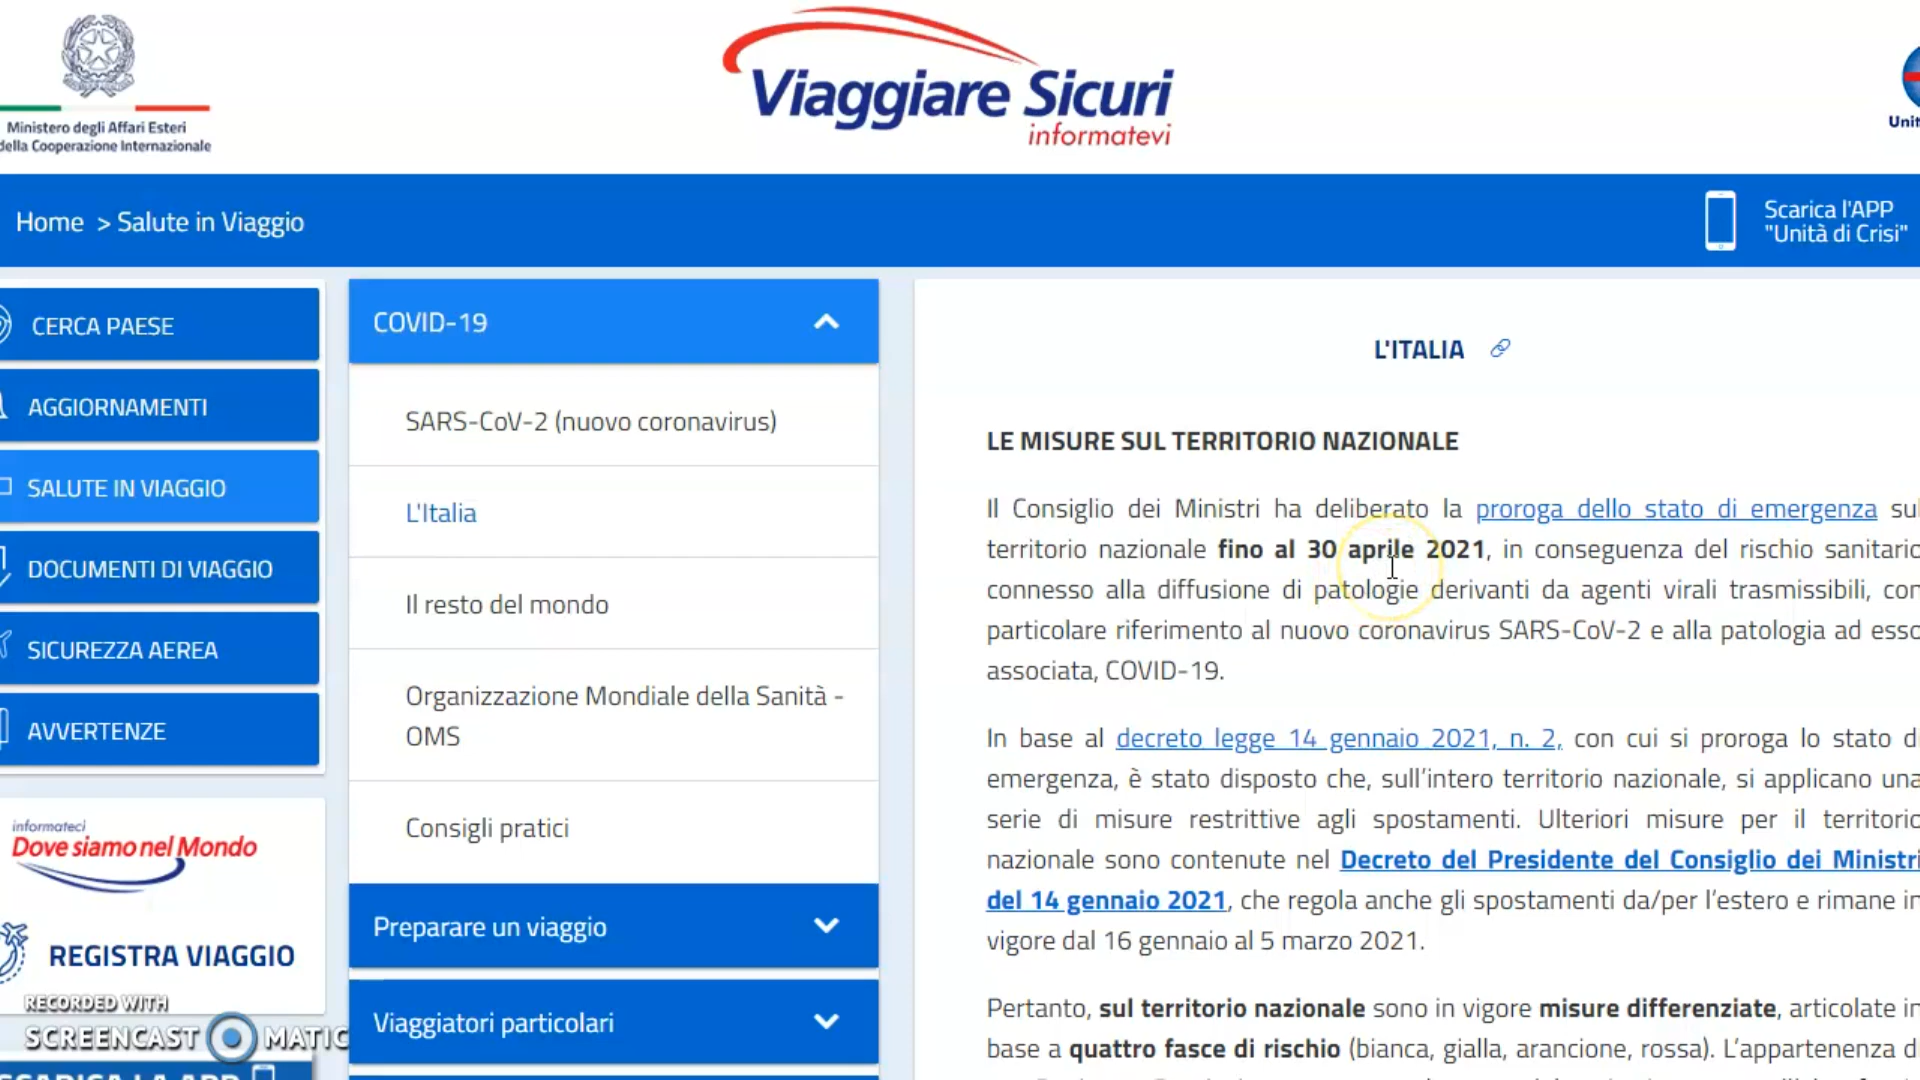 Ministero degli Affari Esteri
della Cooperazione Internazionale
Viaggiare Sicuri
informatevi
Home > Salute in Viaggio
Scarica l'APP
"Unità di Crisi"
CERCA PAESE
AGGIORNAMENTI
SALUTE IN VIAGGIO
DOCUMENTI DI VIAGGIO
SICUREZZA AEREA
AVVERTENZE
informateci
Dove siamo nel Mondo
REGISTRA VIAGGIO
RECORDED WITH
SCREENCAST MATIC
COVID-19
SARS-CoV-2 (nuovo coronavirus)
L'Italia
Il resto del mondo
Organizzazione Mondiale della Sanità -
OMS
Consigli pratici
Preparare un viaggio
Viaggiatori particolari
L'ITALIA
LE MISURE SUL TERRITORIO NAZIONALE
Il Consiglio dei Ministri ha deliberato la proroga dello stato di emergenza sul
territorio nazionale fino al 30 aprile 2021, in conseguenza del rischio sanitario
connesso alla diffusione di patologie derivanti da agenti virali trasmissibili, con
particolare riferimento al nuovo coronavirus SARS-CoV-2 e alla patologia ad esso
associata, COVID-19.
In base al decreto legge 14 gennaio 2021, n. 2, con cui si proroga lo stato di
emergenza, è stato disposto che, sull'intero territorio nazionale, si applicano una
serie di misure restrittive agli spostamenti. Ulteriori misure per il territorio
nazionale sono contenute nel Decreto del Presidente del Consiglio dei Ministri
del 14 gennaio 2021, che regola anche gli spostamenti da/per l'estero e rimane in
vigore dal 16 gennaio al 5 marzo 2021.
Pertanto, sul territorio nazionale sono in vigore misure differenziate, articolate in
base a quattro fasce di rischio (bianca, gialla, arancione, rossa). L'appartenenza di